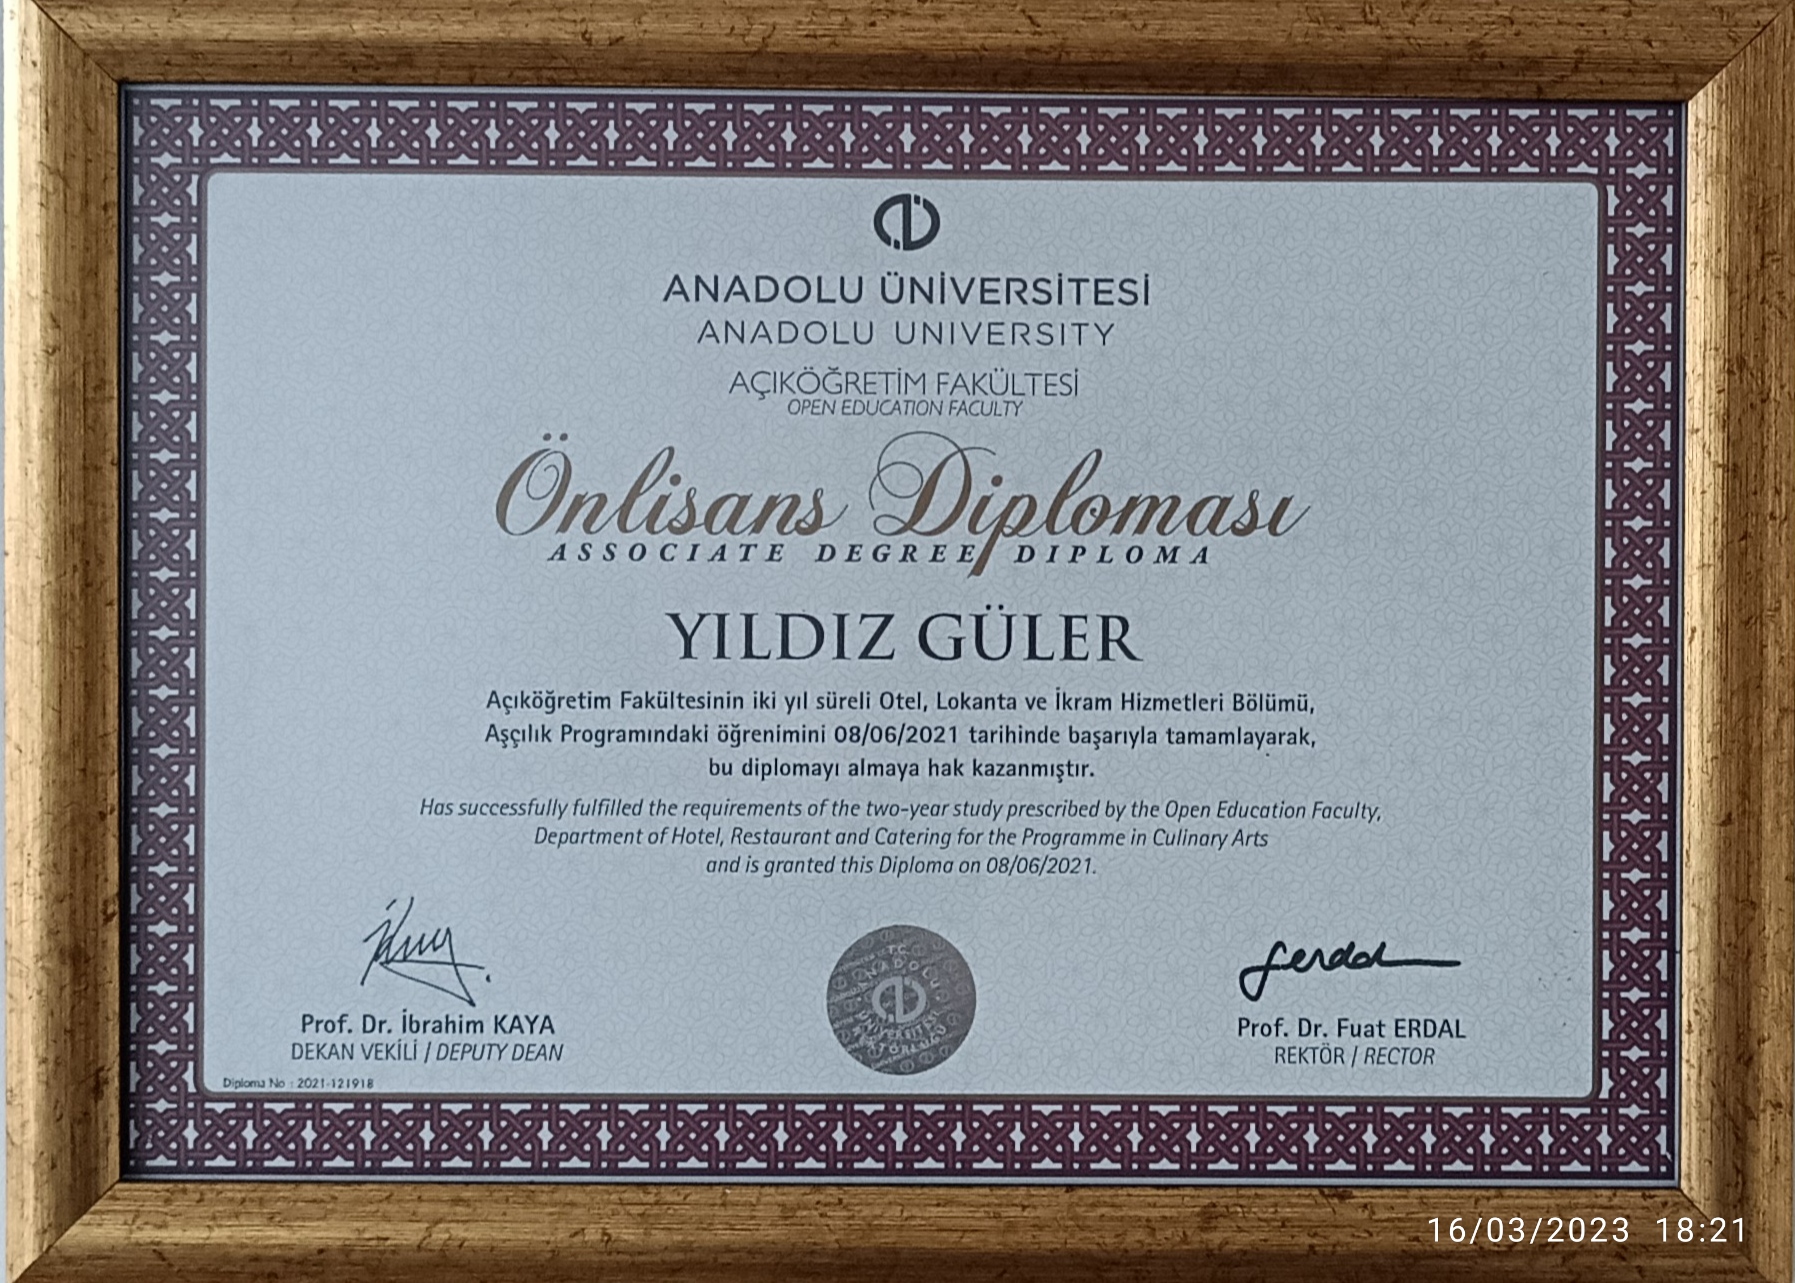 ANADOLU ÜNİVERSİTESİ
ANADOLU UNIVERSITY
AÇIKÖĞRETİM FAKÜLTESİ
OPEN EDUCATION FACULTY
Önlisans Diploması
ASSOCIATE DEGREE DIPLOMA
YILDIZ GÜLER
Açıköğretim Fakültesinin iki yıl süreli Otel, Lokanta ve İkram Hizmetleri Bölümü,
Aşçılık Programındaki öğrenimini 08/06/2021 tarihinde başarıyla tamamlayarak,
bu diplomayı almaya hak kazanmıştır.
Has successfully fulfilled the requirements of the two-year study prescribed by the Open Education Faculty,
Department of Hotel, Restaurant and Catering for the Programme in Culinary Arts
and is granted this Diploma on 08/06/2021.
Prof. Dr. İbrahim KAYA
DEKAN VEKİLİ / DEPUTY DEAN
T.C.
ANADOLU
ÜNİVERSİTESİ
REKTÖRLÜĞÜ
Prof. Dr. Fuat ERDAL
REKTÖR / RECTOR
Diploma No : 2021-121918
16/03/2023 18:21